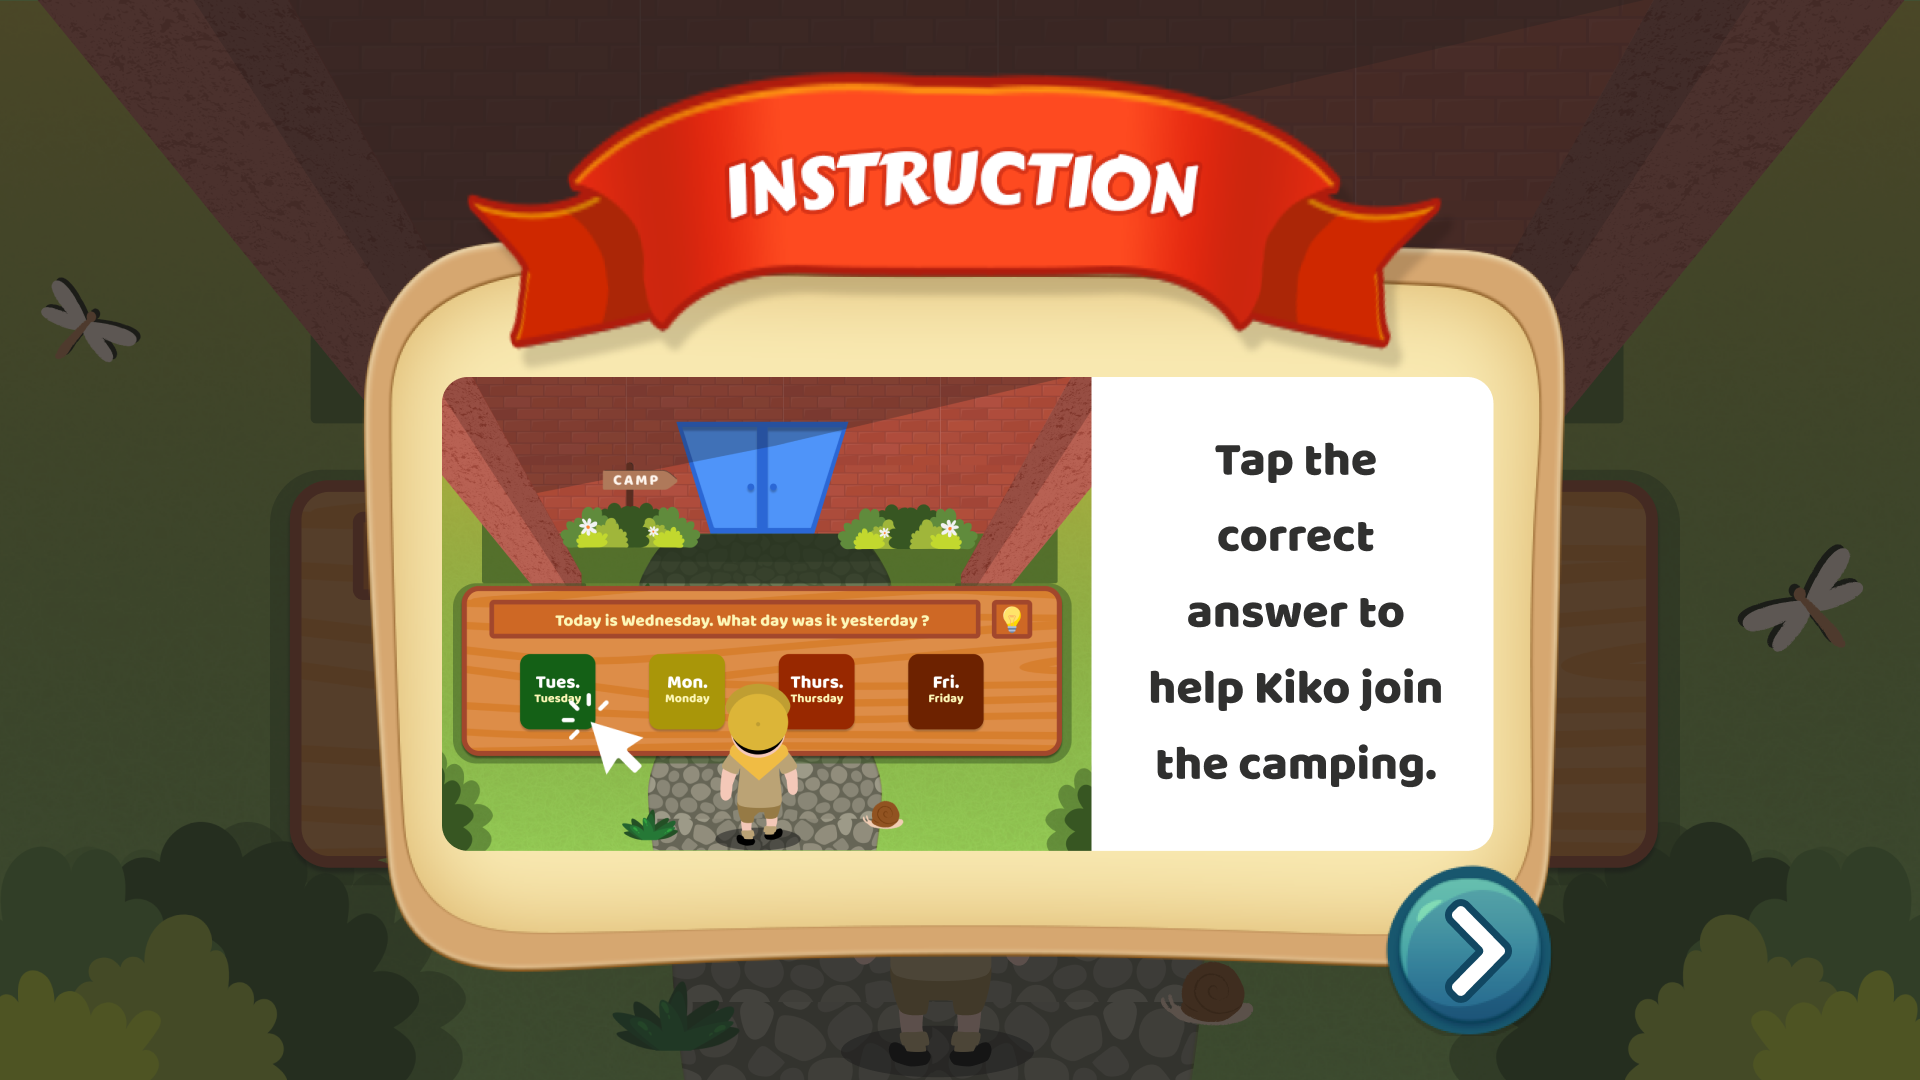 INSTRUCTION
CAMP
Today is Wednesday. What day was it yesterday ?
Tues. Mon. Thurs. Fri.
Tuesday Monday Thursday Friday
Tap the
correct
answer to
help Kiko join
the camping.